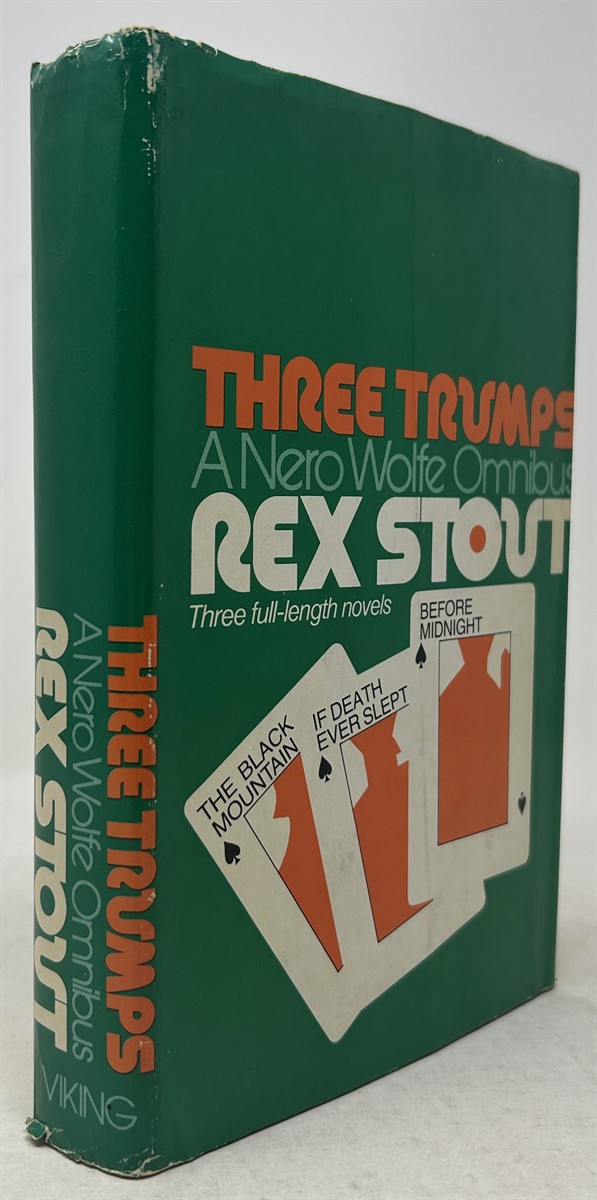 THREE TRUMPS
A Nero Wolfe Omnibus
REX STOUT
Three full-length novels
THE BLACK
MOUNTAIN
IF DEATH
EVER SLEPT
BEFORE
MIDNIGHT
THREE TRUMPS
A Nero Wolfe Omnibus
REX STOUT
VIKING